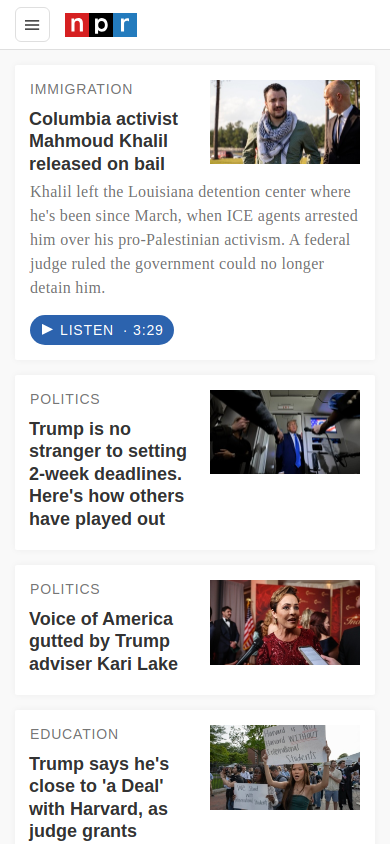 npr
IMMIGRATION
Columbia activist
Mahmoud Khalil
released on bail
Khalil left the Louisiana detention center where
he's been since March, when ICE agents arrested
him over his pro-Palestinian activism. A federal
judge ruled the government could no longer
detain him.
LISTEN · 3:29
POLITICS
Trump is no
stranger to setting
2-week deadlines.
Here's how others
have played out
POLITICS
Voice of America
gutted by Trump
adviser Kari Lake
EDUCATION
Trump says he's
close to 'a Deal'
with Harvard, as
judge grants
Harvard is NOT
Harvard WITHOUT
International
Students